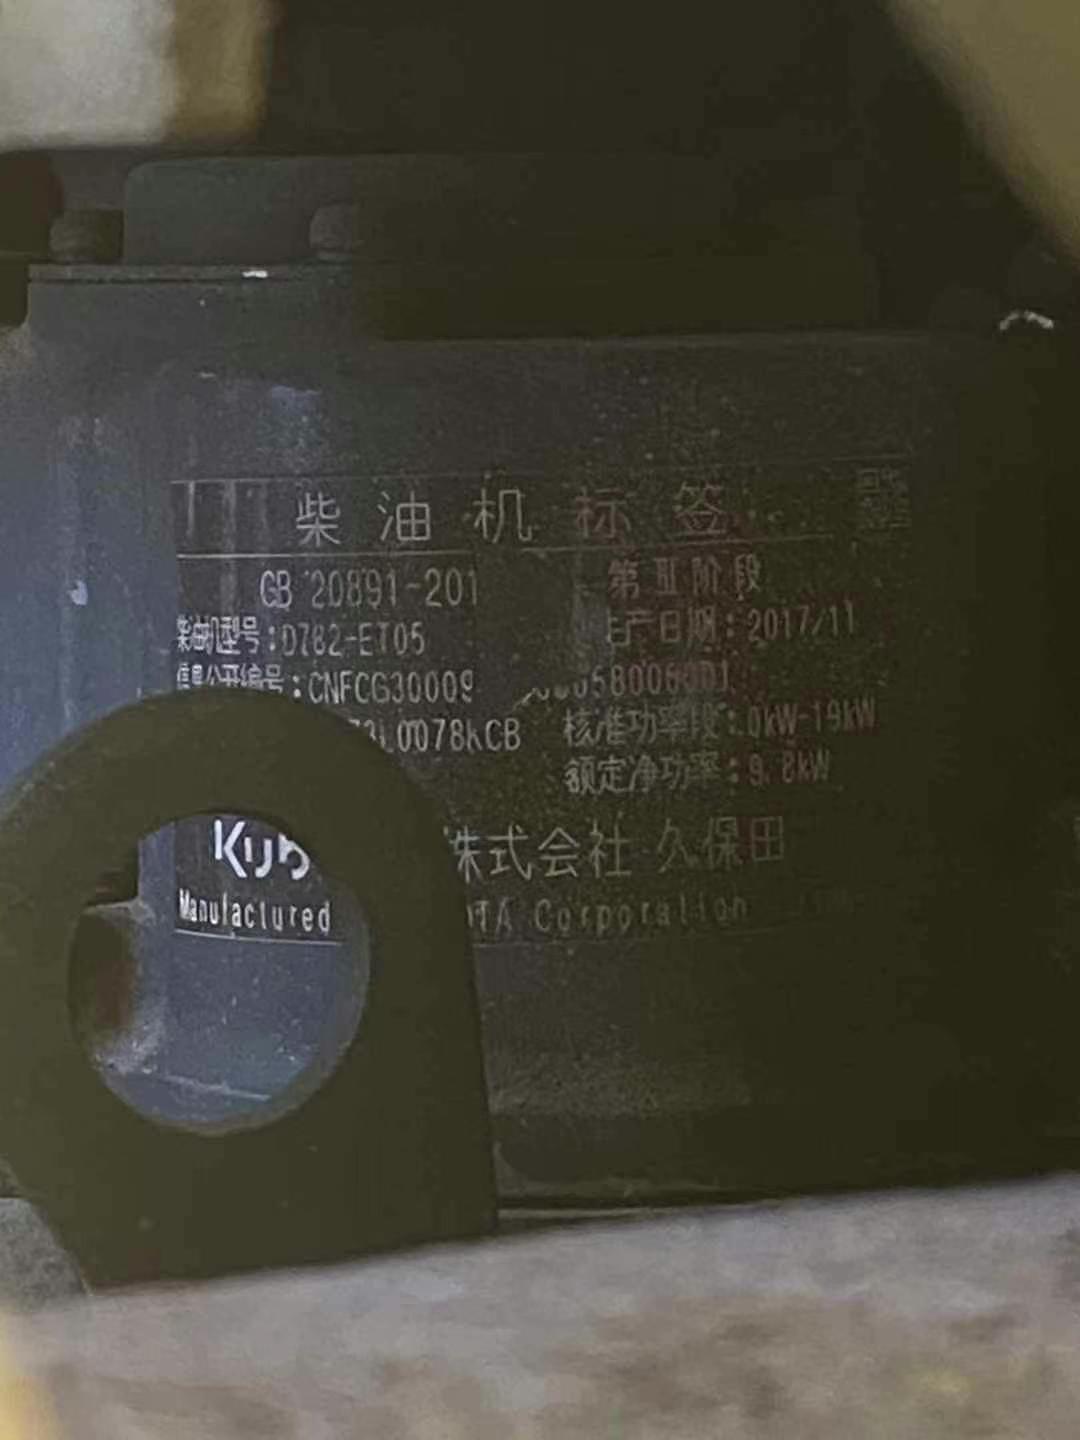 柴油机标签
GB 20891-201 第Ⅲ阶段
柴油机型号:D782-ET05 生产日期:2017/11
信息公开编号:CNFCG30009
L0078KCB 核准功率段:0kW-19kW
额定净功率:9.8kW
Kub 株式会社 久保田
Manufactured OTA Corporation